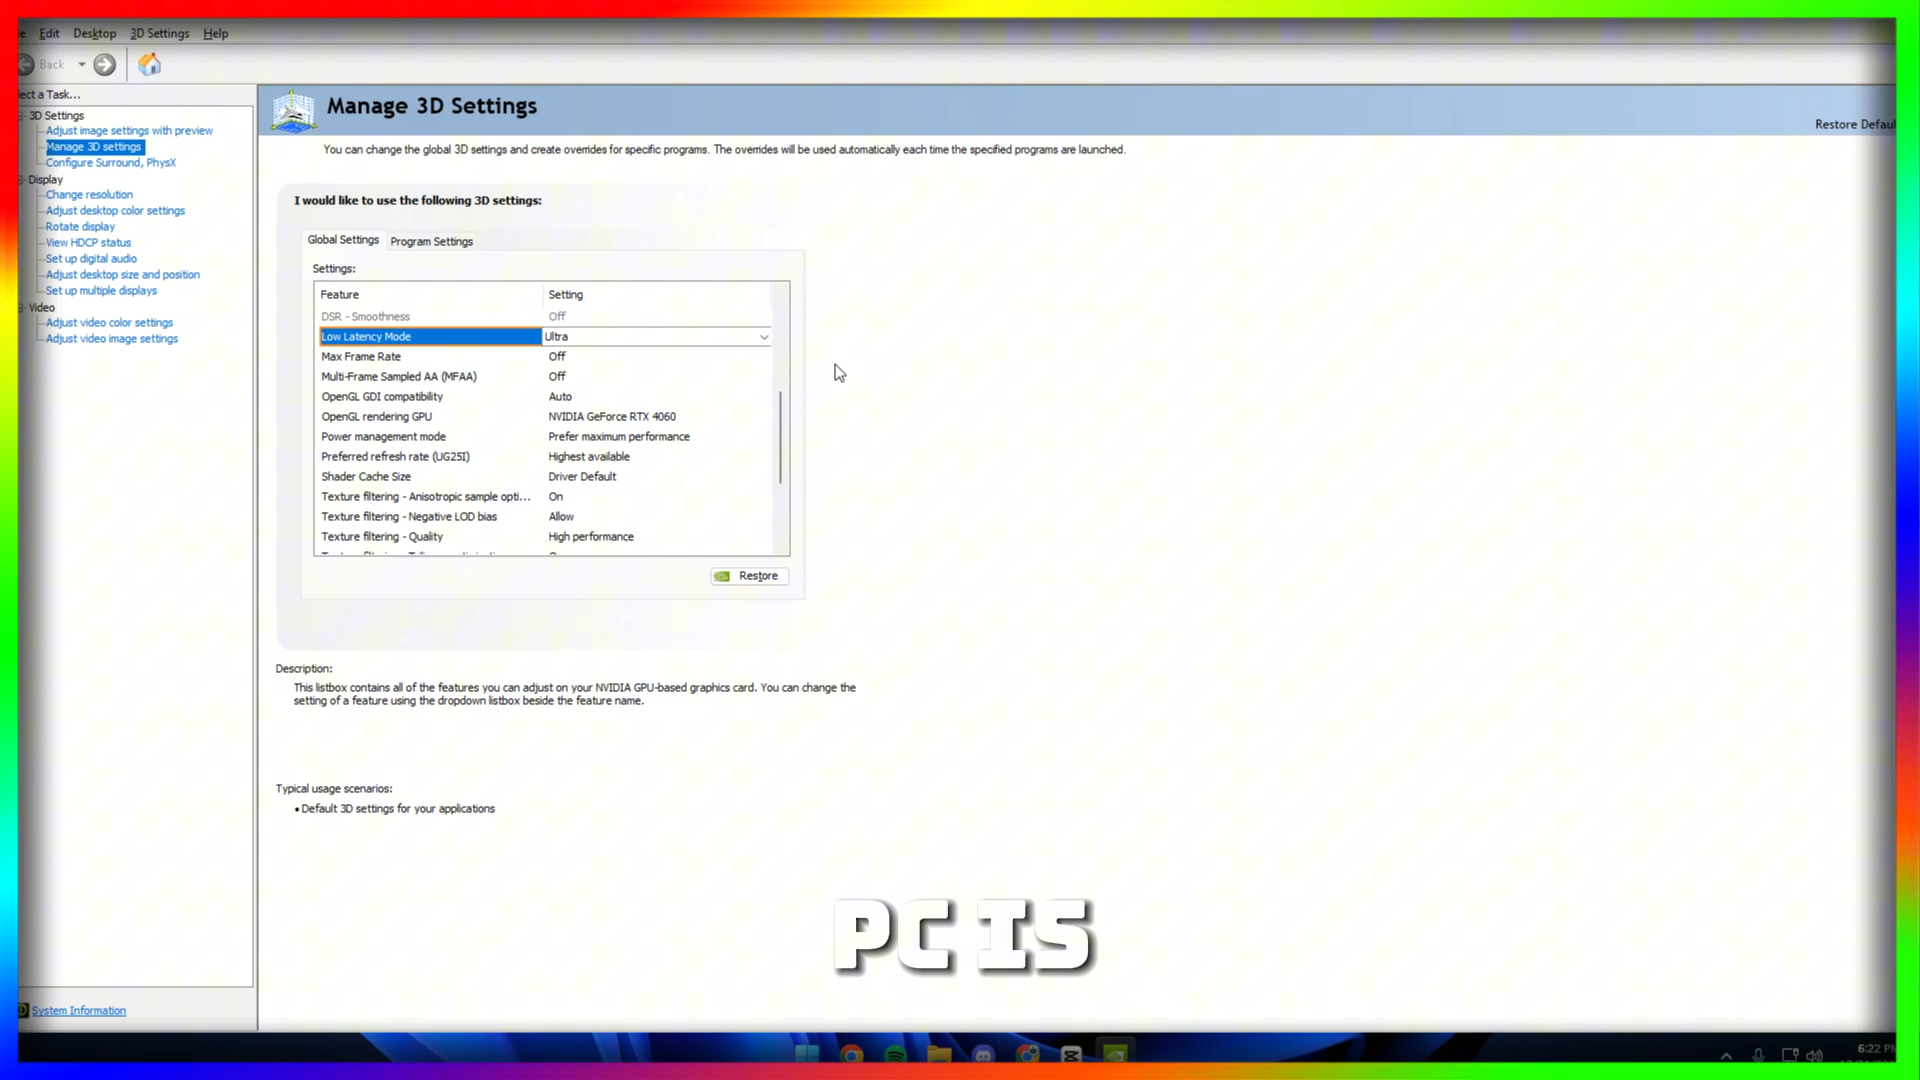 Edit Desktop 3D Settings Help
Back
3D Settings
Adjust image settings with preview
Manage 3D settings
Configure Surround, PhysX
Display
Change resolution
Adjust desktop color settings
Rotate display
View HDCP status
Set up digital audio
Adjust desktop size and position
Set up multiple displays
Video
Adjust video color settings
Adjust video image settings
System Information
Manage 3D Settings
Restore Defau
You can change the global 3D settings and create overrides for specific programs. The overrides will be used automatically each time the specified programs are launched.
I would like to use the following 3D settings:
Global Settings Program Settings
Settings:
Feature Setting
DSR - Smoothness Off
Low Latency Mode Ultra
Max Frame Rate Off
Multi-Frame Sampled AA (MFAA) Off
OpenGL GDI compatibility Auto
OpenGL rendering GPU NVIDIA GeForce RTX 4060
Power management mode Prefer maximum performance
Preferred refresh rate (UG25I) Highest available
Shader Cache Size Driver Default
Texture filtering - Anisotropic sample opti... On
Texture filtering - Negative LOD bias Allow
Texture filtering - Quality High performance
Restore
Description:
This listbox contains all of the features you can adjust on your NVIDIA GPU-based graphics card. You can change the
setting of a feature using the dropdown listbox beside the feature name.
Typical usage scenarios:
• Default 3D settings for your applications
PC IS
6:22 PM